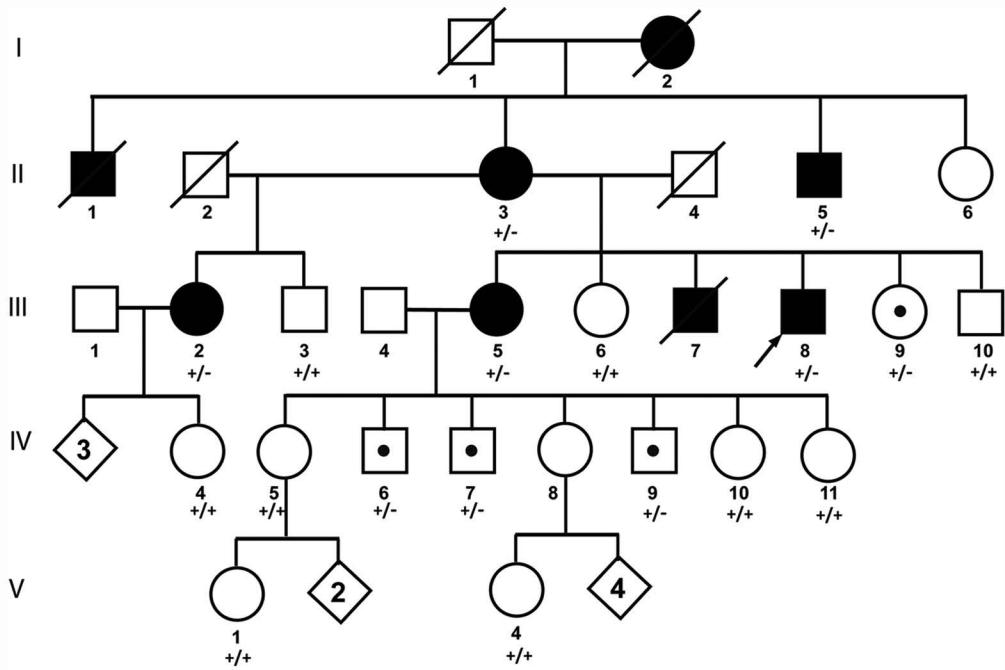 I
1 2
II
1 2 3 4 5 6
+/- +/-
III
1 2 3 4 5 6 7 8 9 10
+/- +/+ +/- +/+ +/- +/- +/+
IV
3
4 5 6 7 8 9 10 11
+/+ +/+ +/- +/- +/- +/+ +/+
V
2 4
1 4
+/+ +/+